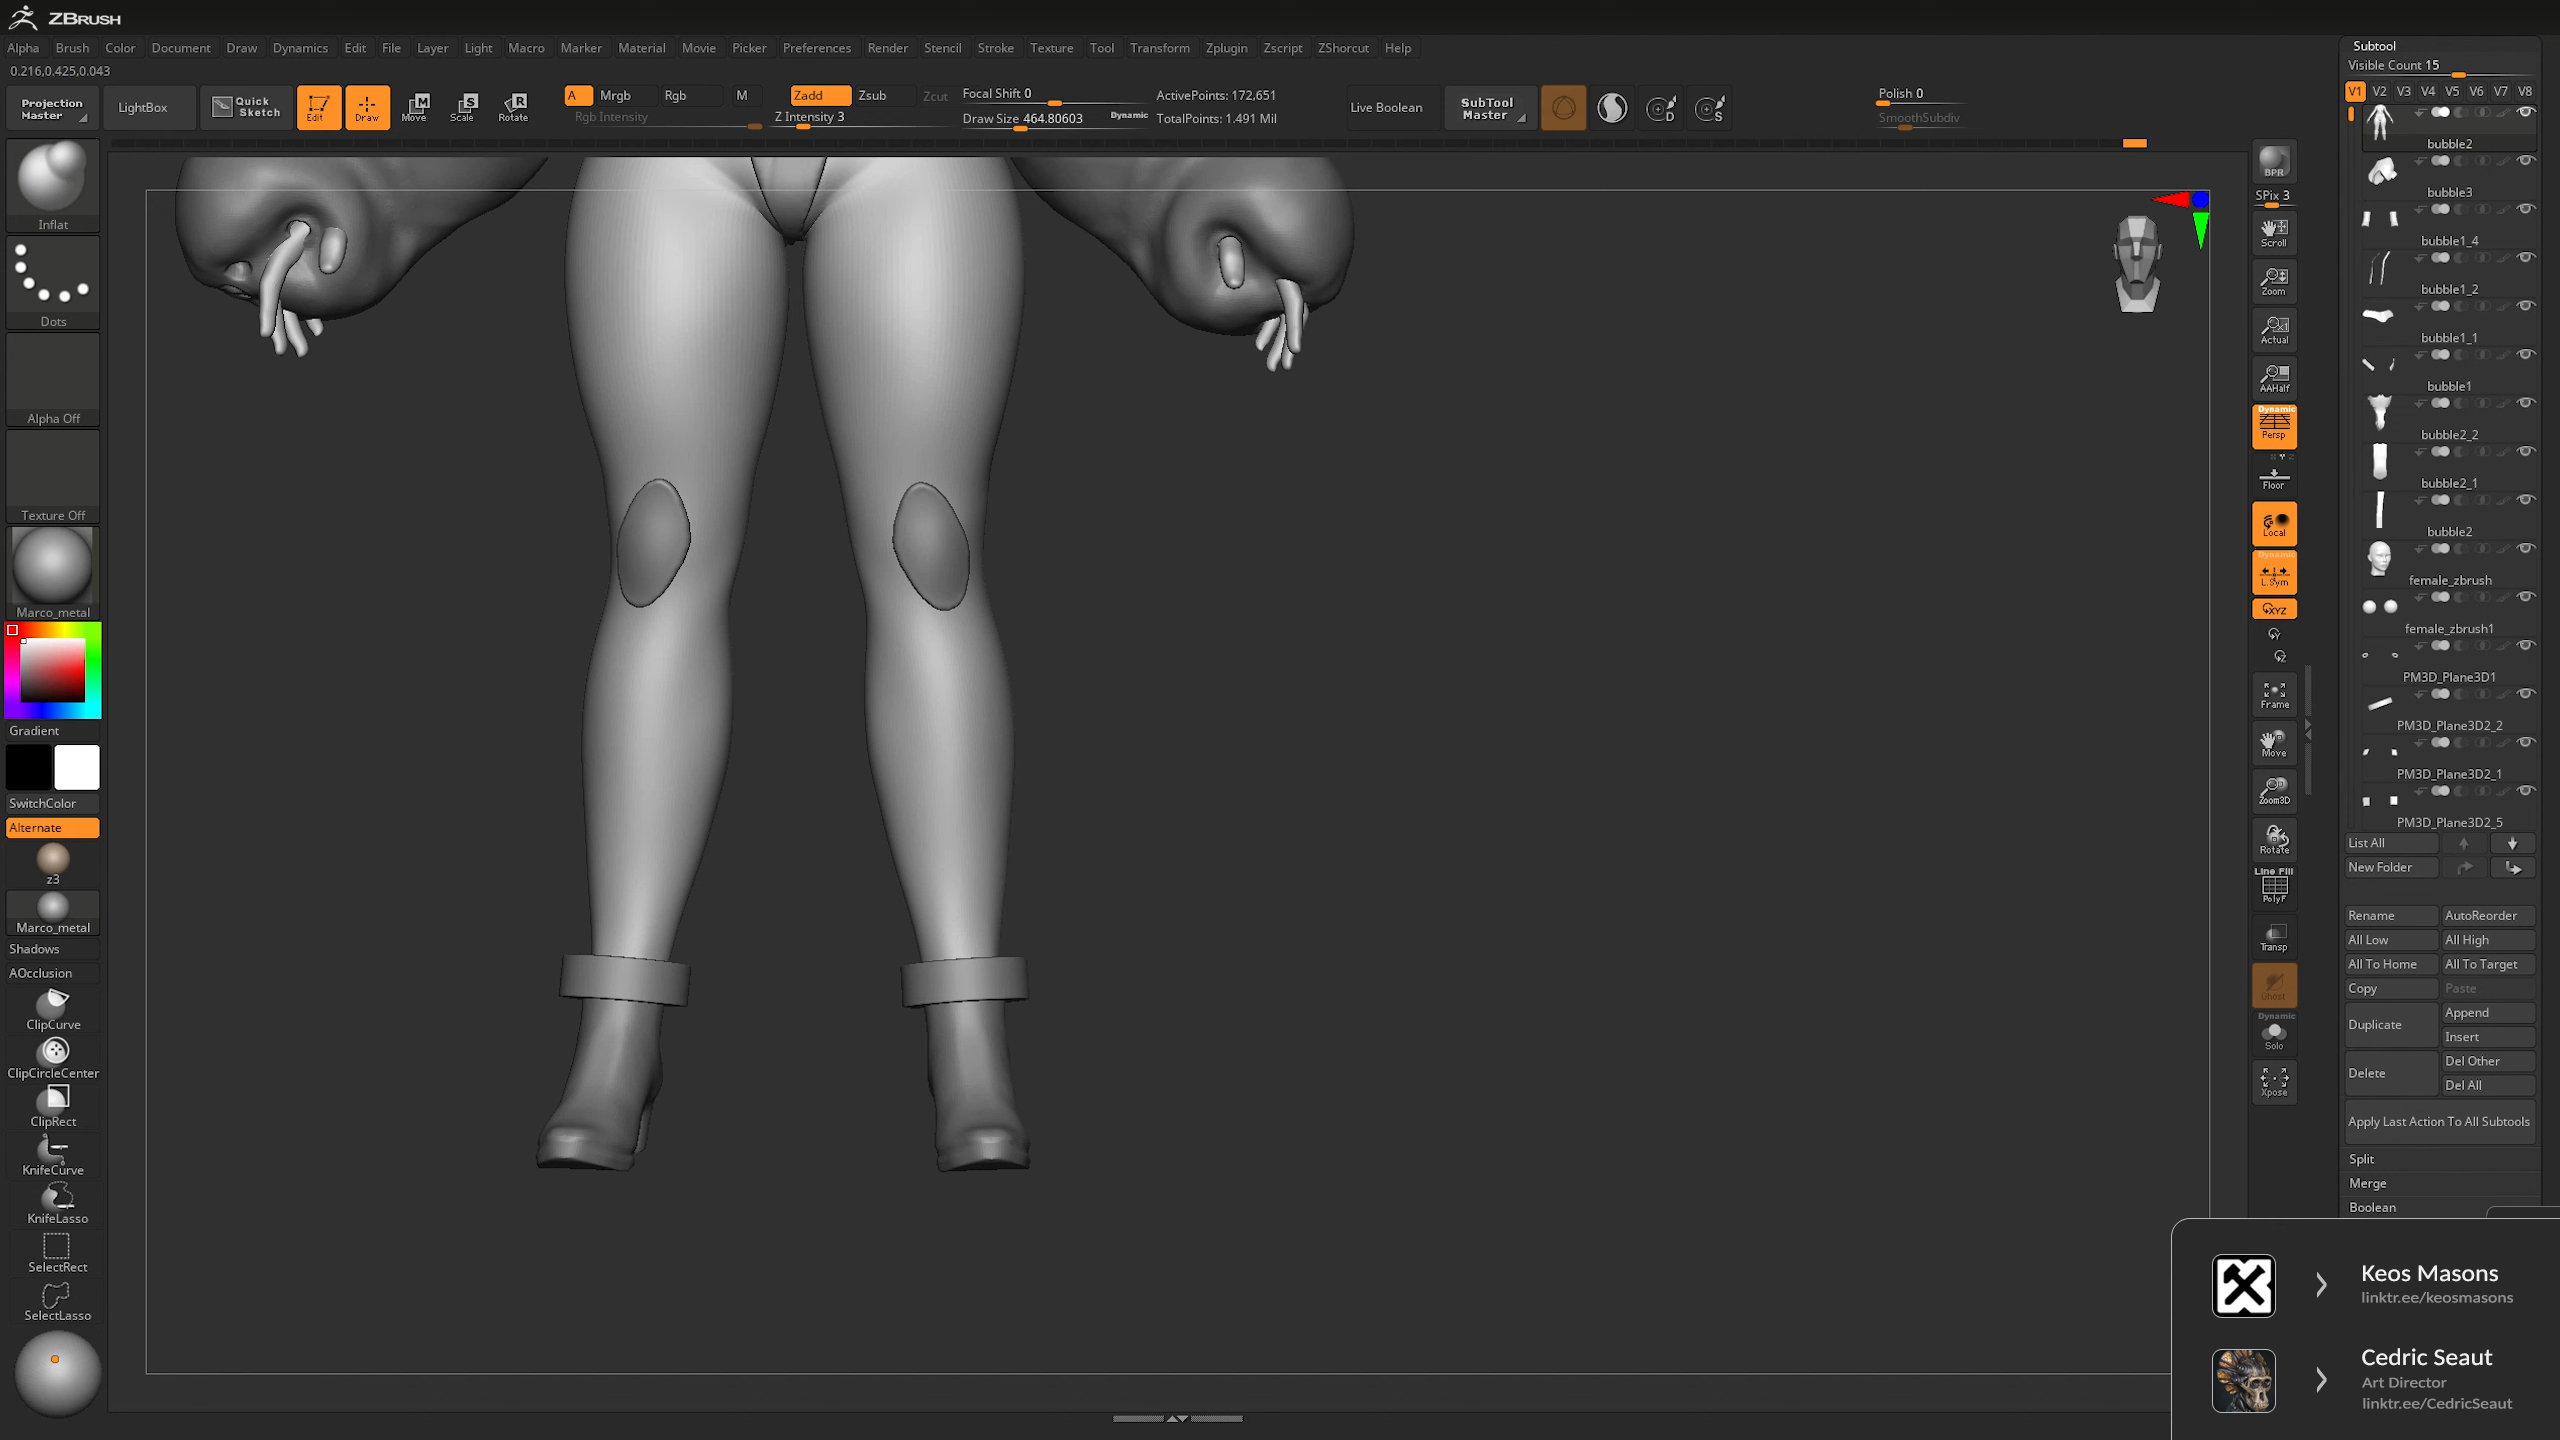 ZBRUSH
Alpha Brush Color Document Draw Dynamics Edit File Layer Light Macro Marker Material Movie Picker Preferences Render Stencil Stroke Texture Tool Transform Zplugin Zscript ZShorcut Help
0.216,0.425,0.043
Projection Master
LightBox
Quick Sketch
Edit
Draw
Move
Scale
Rotate
A Mrgb Rgb M
Rgb Intensity
Zadd Zsub Zcut
Z Intensity 3
Focal Shift 0
Draw Size 464.80603
Dynamic
ActivePoints: 172,651
TotalPoints: 1.491 Mil
Live Boolean
SubTool Master
D
S
Polish 0
SmoothSubdiv
Inflat
Dots
Alpha Off
Texture Off
Marco_metal
Gradient
SwitchColor
Alternate
z3
Marco_metal
Shadows
AOcclusion
ClipCurve
ClipCircleCenter
ClipRect
KnifeCurve
KnifeLasso
SelectRect
SelectLasso
BPR
SPix 3
Scroll
Zoom
Actual
AAHalf
Dynamic
Persp
Floor
Local
Dynamic
L.Sym
XYZ
Y
Z
Frame
Move
Zoom3D
Rotate
Line Fill
PolyF
Transp
Ghost
Dynamic
Solo
Xpose
Subtool
Visible Count 15
V1 V2 V3 V4 V5 V6 V7 V8
bubble2
bubble3
bubble1_4
bubble1_2
bubble1_1
bubble1
bubble2_2
bubble2_1
bubble2
female_zbrush
female_zbrush1
PM3D_Plane3D1
PM3D_Plane3D2_2
PM3D_Plane3D2_1
PM3D_Plane3D2_5
List All
New Folder
Rename AutoReorder
All Low All High
All To Home All To Target
Copy Paste
Duplicate Append
Insert
Delete Del Other
Del All
Apply Last Action To All Subtools
Split
Merge
Boolean
Keos Masons
linktr.ee/keosmasons
Cedric Seaut
Art Director
linktr.ee/CedricSeaut